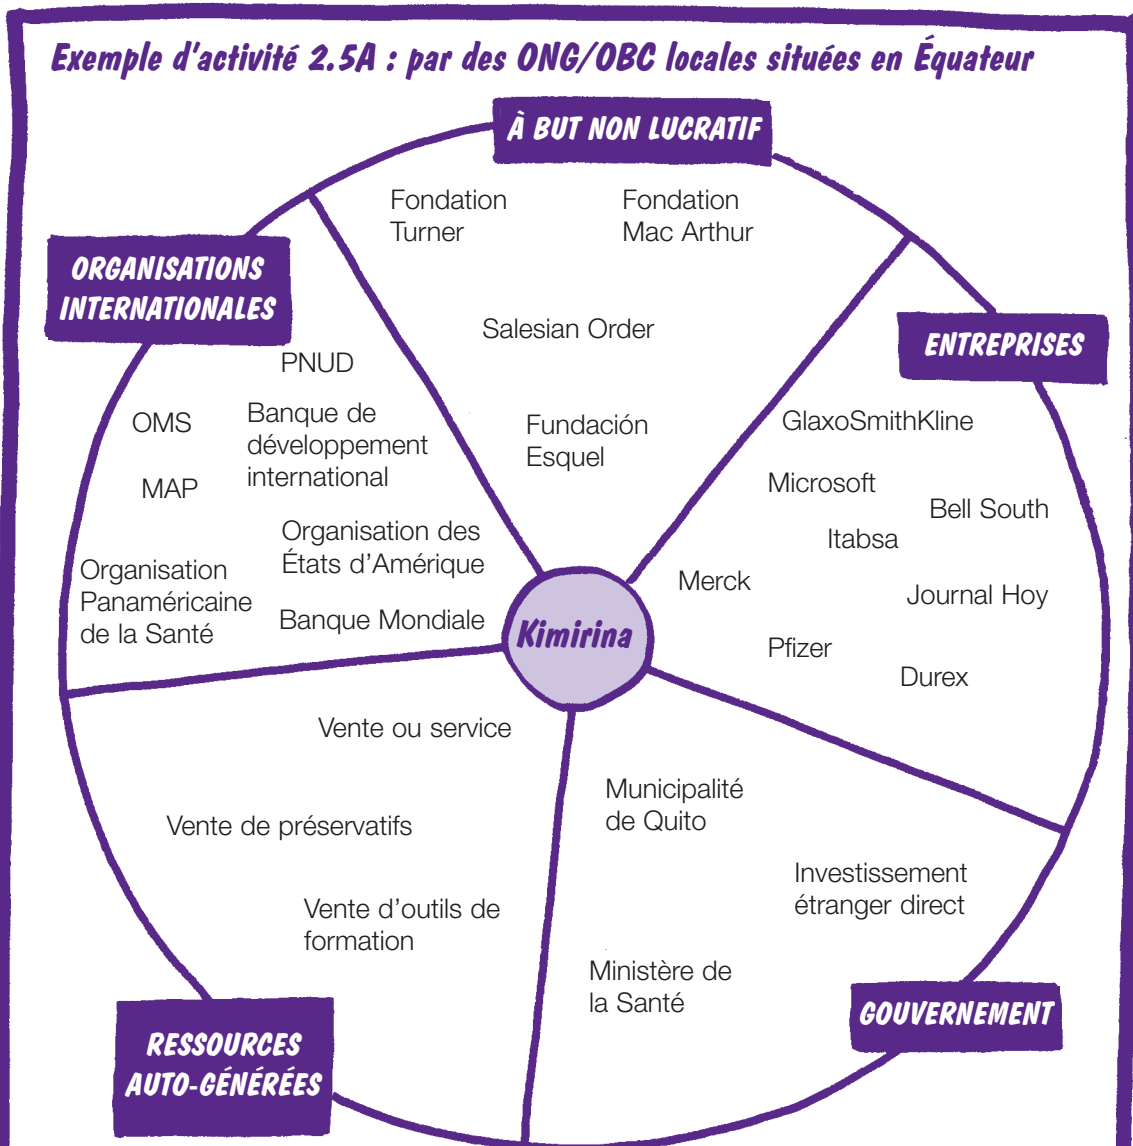 Exemple d'activité 2.5A : par des ONG/OBC locales situées en Équateur
À BUT NON LUCRATIF
Fondation
Turner
Fondation
Mac Arthur
Salesian Order
Fundación
Esquel
ORGANISATIONS
INTERNATIONALES
PNUD
OMS
Banque de
développement
international
MAP
Organisation des
États d'Amérique
Organisation
Panaméricaine
de la Santé
Banque Mondiale
ENTREPRISES
GlaxoSmithKline
Microsoft
Bell South
Itabsa
Merck
Journal Hoy
Pfizer
Durex
Kimirina
Vente ou service
Vente de préservatifs
Vente d'outils de
formation
RESSOURCES
AUTO-GÉNÉRÉES
Municipalité
de Quito
Investissement
étranger direct
Ministère de
la Santé
GOUVERNEMENT